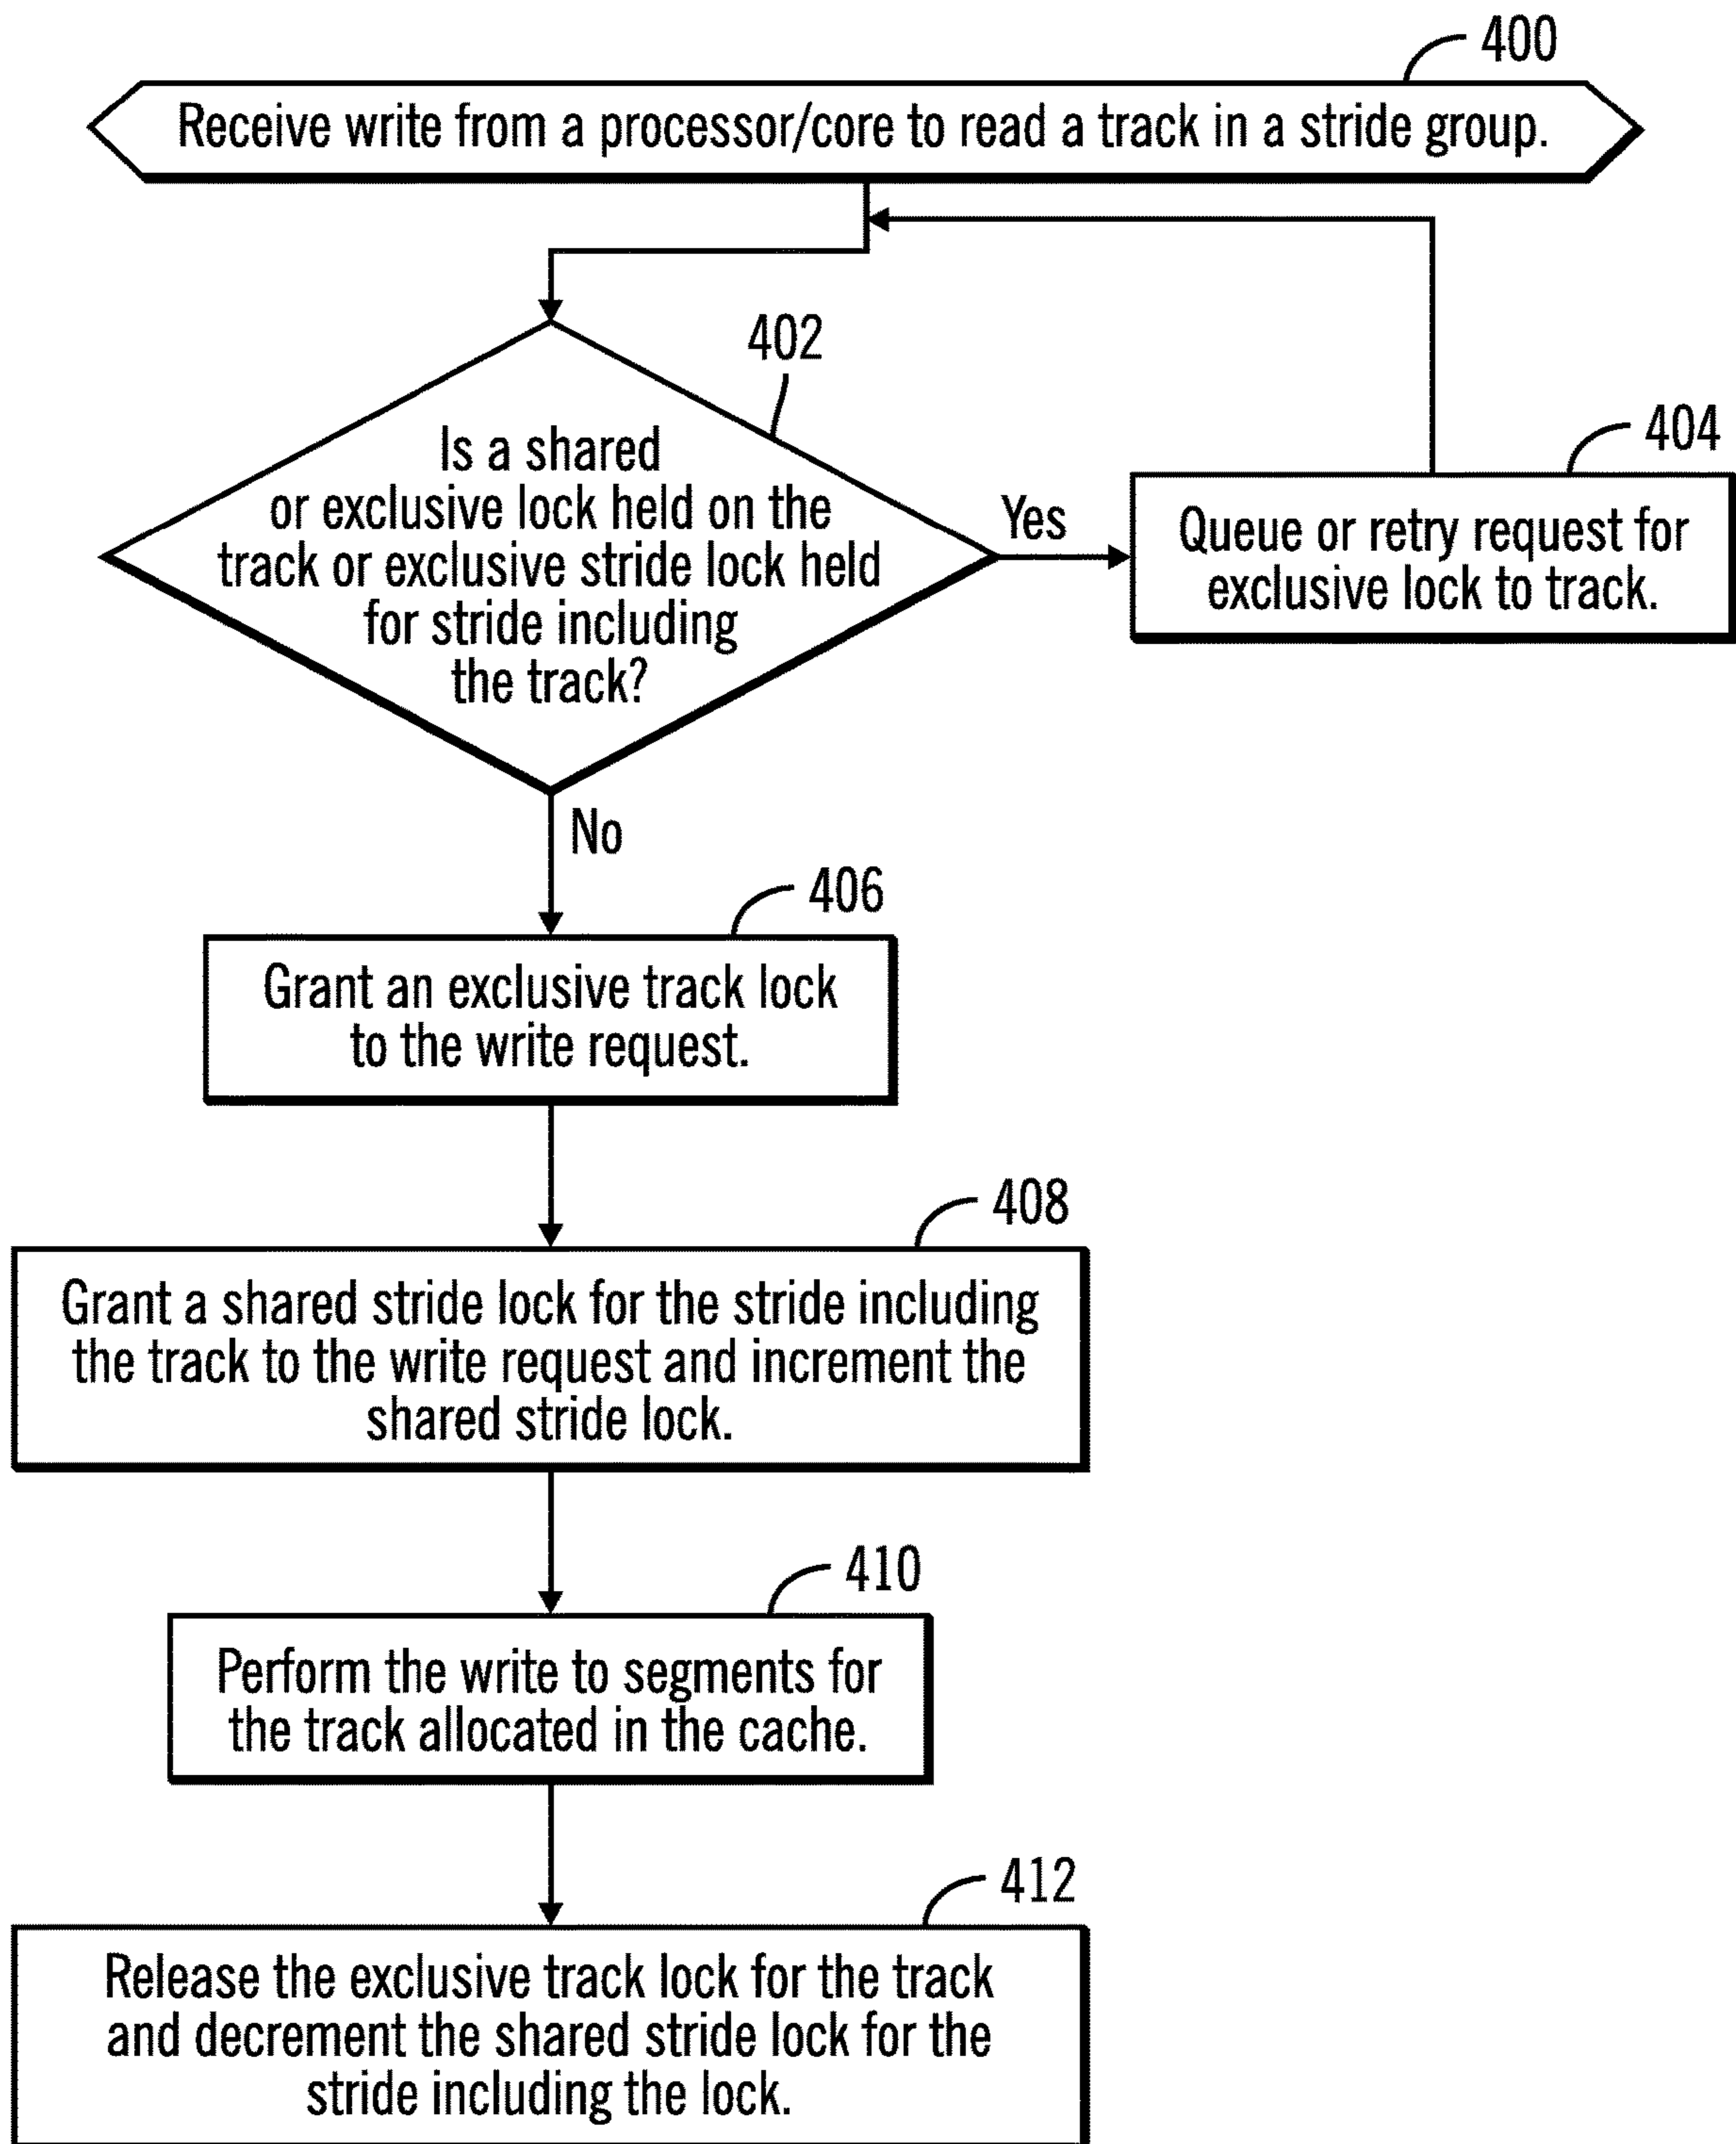 400
Receive write from a processor/core to read a track in a stride group.
402
Is a shared
or exclusive lock held on the
track or exclusive stride lock held
for stride including
the track?
Yes
404
Queue or retry request for
exclusive lock to track.
No
406
Grant an exclusive track lock
to the write request.
408
Grant a shared stride lock for the stride including
the track to the write request and increment the
shared stride lock.
410
Perform the write to segments for
the track allocated in the cache.
412
Release the exclusive track lock for the track
and decrement the shared stride lock for the
stride including the lock.